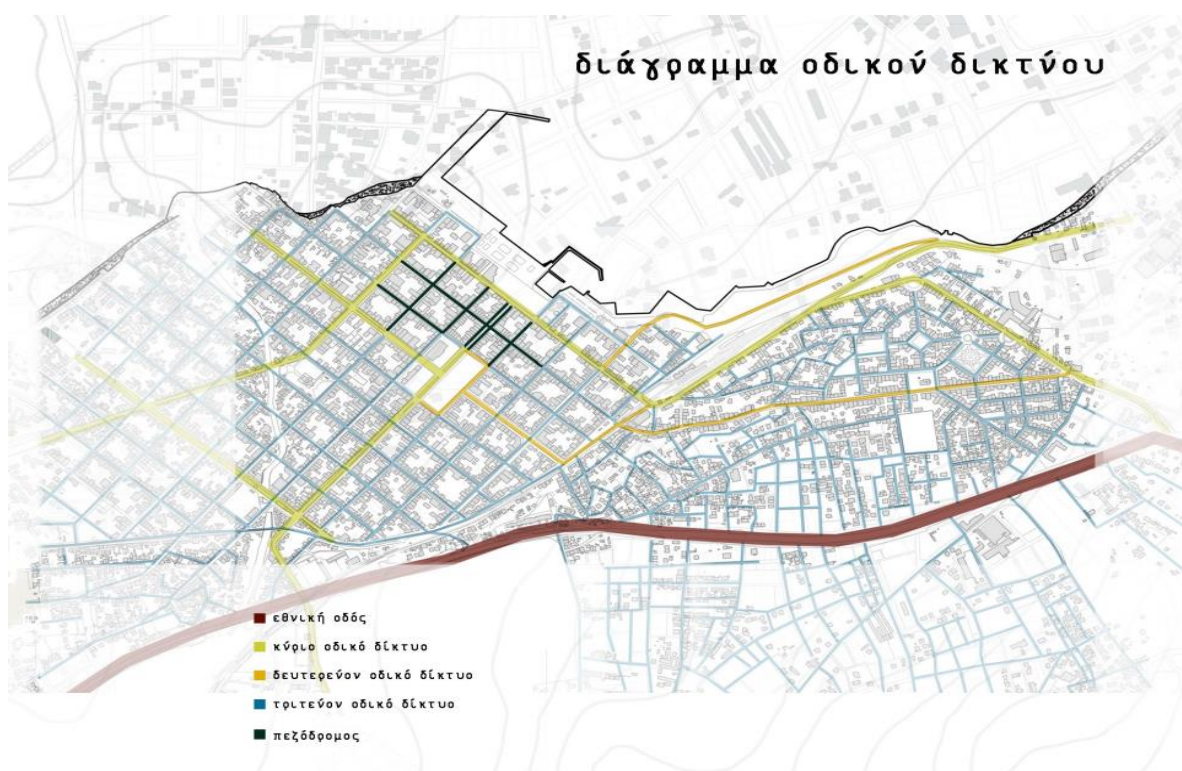 διάγραμμα οδικού δικτύου
εθνική οδός
κύριο οδικό δίκτυο
δευτερεύον οδικό δίκτυο
τριτεύον οδικό δίκτυο
πεζόδρομος